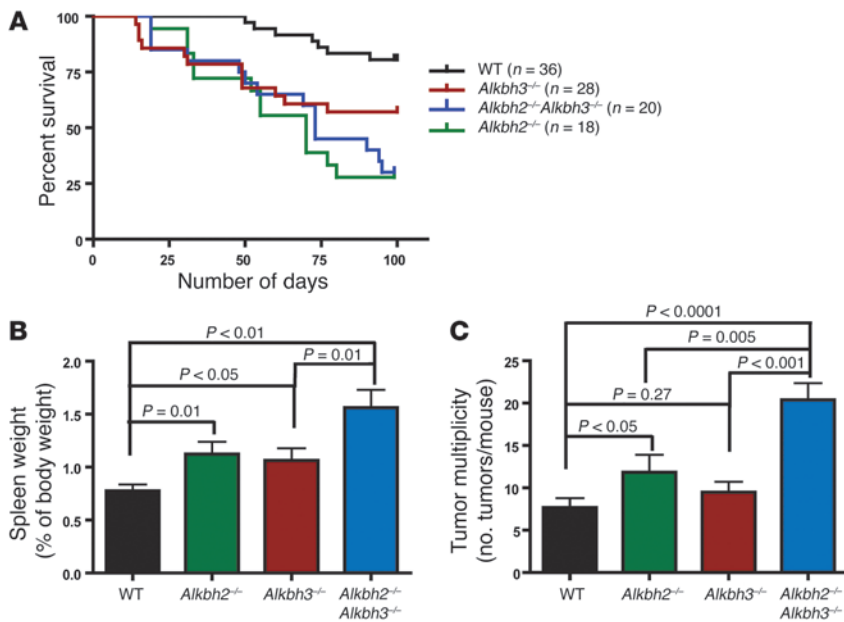 A
Percent survival
100
75
50
25
0
0 25 50 75 100
Number of days
WT (n = 36)
Alkbh3–/– (n = 28)
Alkbh2–/–Alkbh3–/– (n = 20)
Alkbh2–/– (n = 18)
B
Spleen weight
(% of body weight)
2.0
1.5
1.0
0.5
0.0
P < 0.01
P = 0.01
P < 0.05
P = 0.01
WT Alkbh2–/– Alkbh3–/– Alkbh2–/–
Alkbh3–/–
C
Tumor multiplicity
(no. tumors/mouse)
25
20
15
10
5
0
P < 0.0001
P = 0.005
P < 0.001
P = 0.27
P < 0.05
WT Alkbh2–/– Alkbh3–/– Alkbh2–/–
Alkbh3–/–